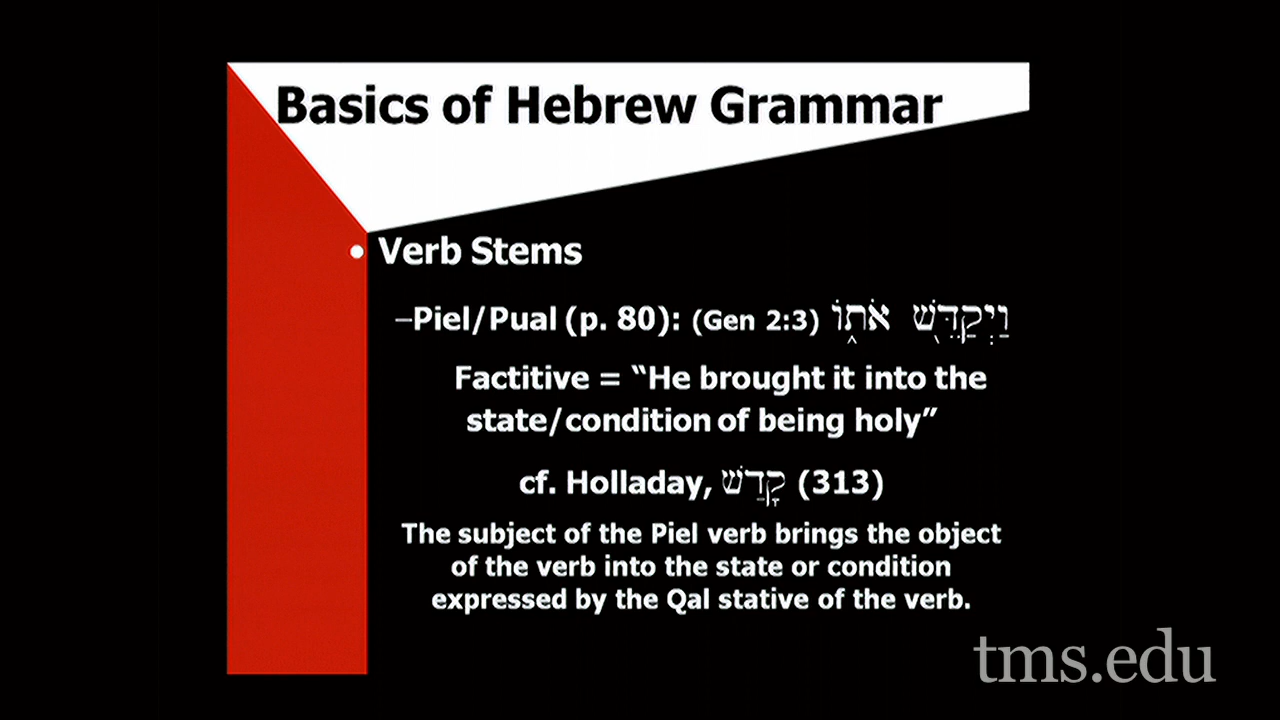 Basics of Hebrew Grammar
• Verb Stems
–Piel/Pual (p. 80): (Gen 2:3) וַיְקַדֵּ֖שׁ אֹת֑וֹ
Factitive = “He brought it into the
state/condition of being holy”
cf. Holladay, קָדַשׁ (313)
The subject of the Piel verb brings the object
of the verb into the state or condition
expressed by the Qal stative of the verb.
tms.edu